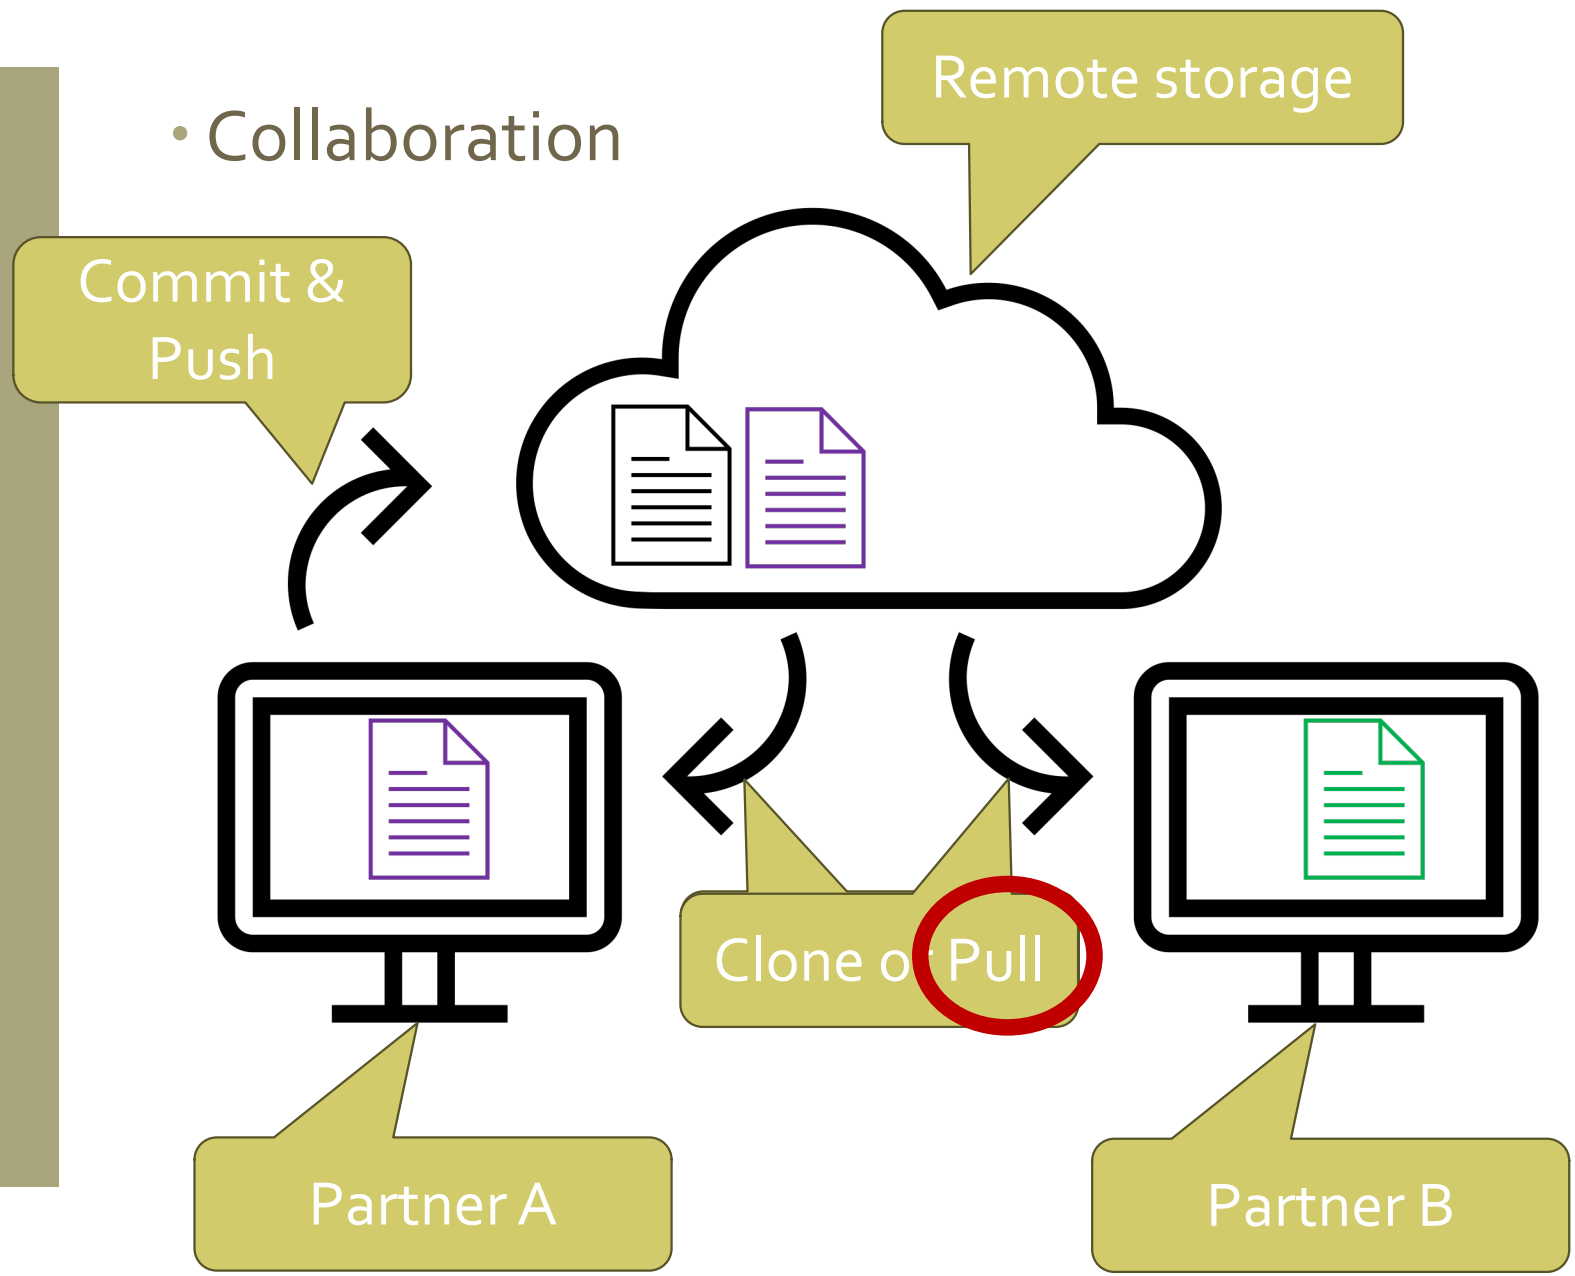 Remote storage
• Collaboration
Commit &
Push
Clone or Pull
Partner A
Partner B